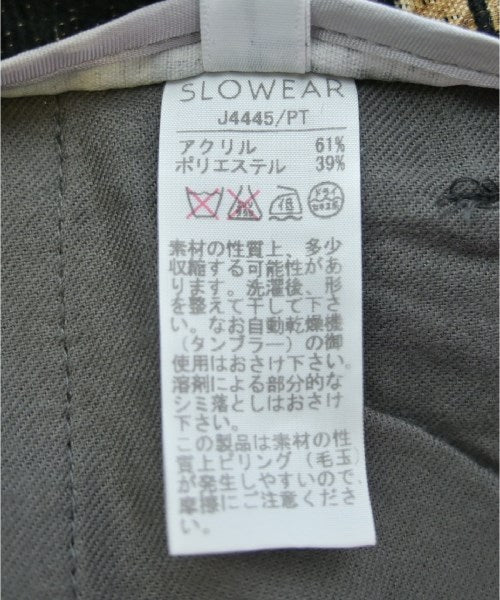 SLOWEAR
J4445/PT
アクリル 61%
ポリエステル 39%
ドライ
素材の性質上、多少
収縮する可能性があ
ります。洗濯後、形
を整えて干して下さ
い。なお自動乾燥機
(タンブラー)の御
使用はおさけ下さい。
溶剤による部分的な
シミ落としはおさけ
下さい。
この製品は素材の性
質上ピリング(毛玉)
が発生しやすいので、
摩擦にご注意くださ
い。